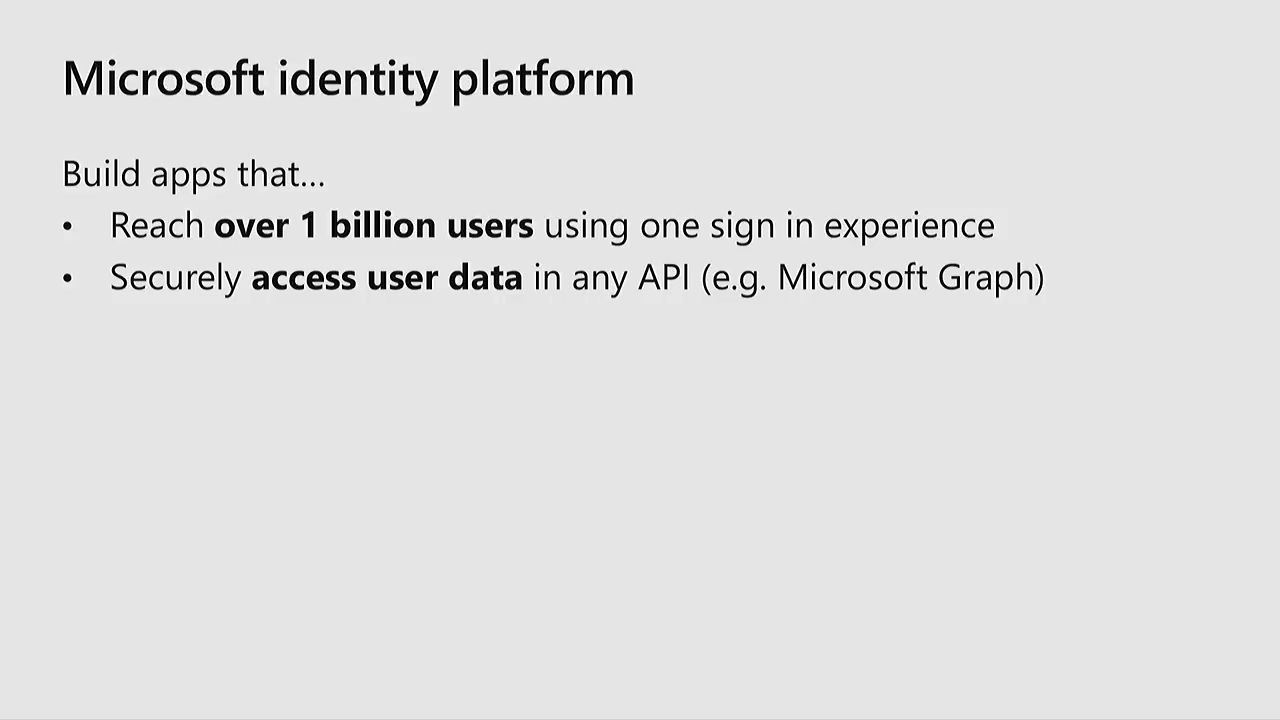 Microsoft identity platform
Build apps that...
• Reach over 1 billion users using one sign in experience
• Securely access user data in any API (e.g. Microsoft Graph)